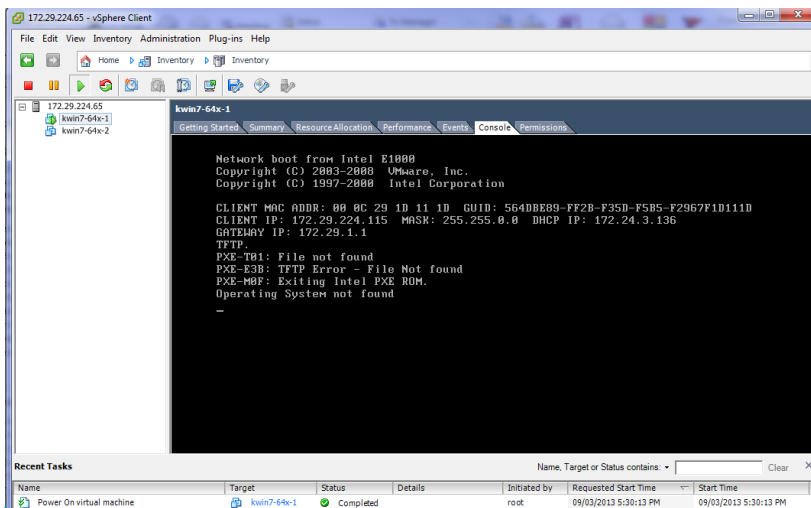 172.29.224.65 - vSphere Client
File Edit View Inventory Administration Plug-ins Help
Home Inventory Inventory
172.29.224.65
kwin7-64x-1
kwin7-64x-2
kwin7-64x-1
Getting Started Summary Resource Allocation Performance Events Console Permissions
Network boot from Intel E1000
Copyright (C) 2003-2008 VMware, Inc.
Copyright (C) 1997-2000 Intel Corporation
CLIENT MAC ADDR: 00 0C 29 1D 11 1D GUID: 564DBE89-FF2B-F35D-F5B5-F2967F1D111D
CLIENT IP: 172.29.224.115 MASK: 255.255.0.0 DHCP IP: 172.24.3.136
GATEWAY IP: 172.29.1.1
TFTP.
PXE-T01: File not found
PXE-E3B: TFTP Error - File Not found
PXE-M0F: Exiting Intel PXE ROM.
Operating System not found
Recent Tasks
Name, Target or Status contains:
Clear
Name Target Status Details Initiated by Requested Start Time Start Time
Power On virtual machine kwin7-64x-1 Completed root 09/03/2013 5:30:13 PM 09/03/2013 5:30:13 PM